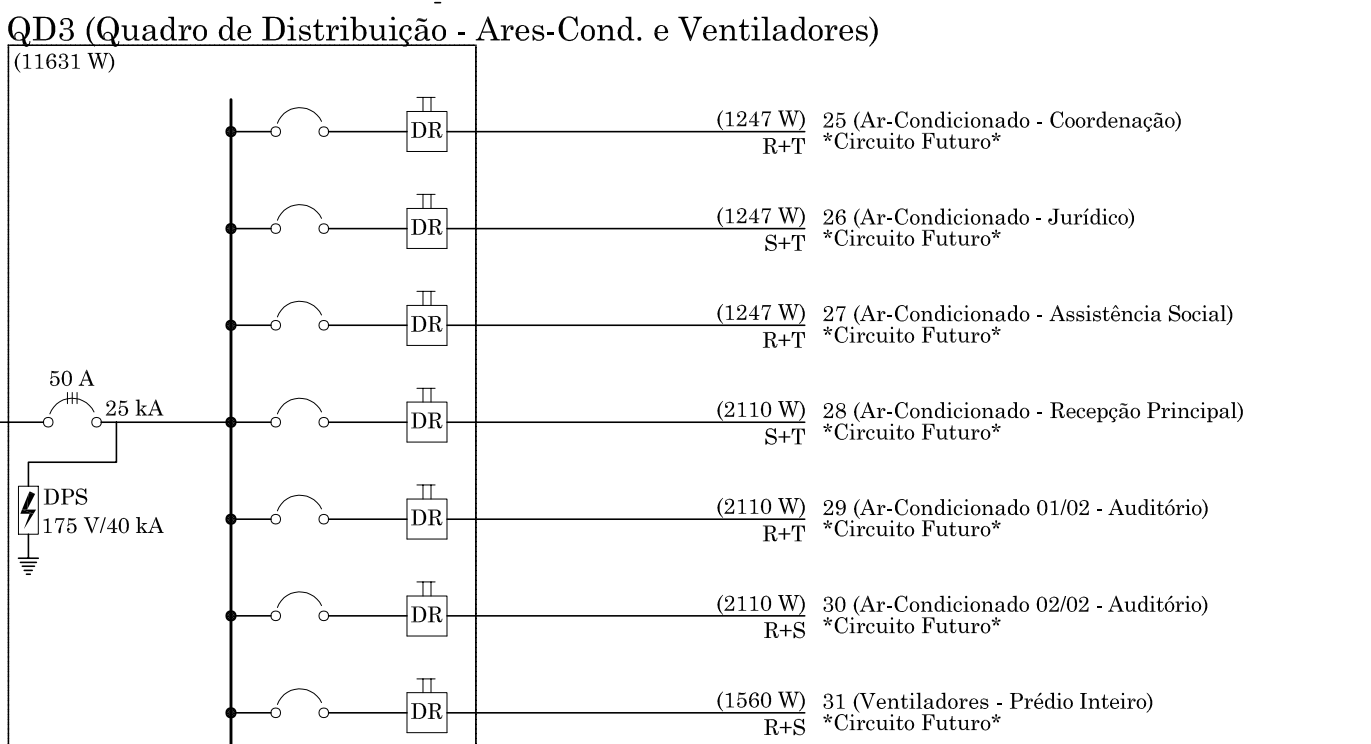 QD3 (Quadro de Distribuição - Ares-Cond. e Ventiladores)
(11631 W)
DR
(1247 W)
R+T
25 (Ar-Condicionado - Coordenação)
*Circuito Futuro*
DR
(1247 W)
S+T
26 (Ar-Condicionado - Jurídico)
*Circuito Futuro*
DR
(1247 W)
R+T
27 (Ar-Condicionado - Assistência Social)
*Circuito Futuro*
50 A
25 kA
DR
(2110 W)
S+T
28 (Ar-Condicionado - Recepção Principal)
*Circuito Futuro*
DPS
175 V/40 kA
DR
(2110 W)
R+T
29 (Ar-Condicionado 01/02 - Auditório)
*Circuito Futuro*
DR
(2110 W)
R+S
30 (Ar-Condicionado 02/02 - Auditório)
*Circuito Futuro*
DR
(1560 W)
R+S
31 (Ventiladores - Prédio Inteiro)
*Circuito Futuro*